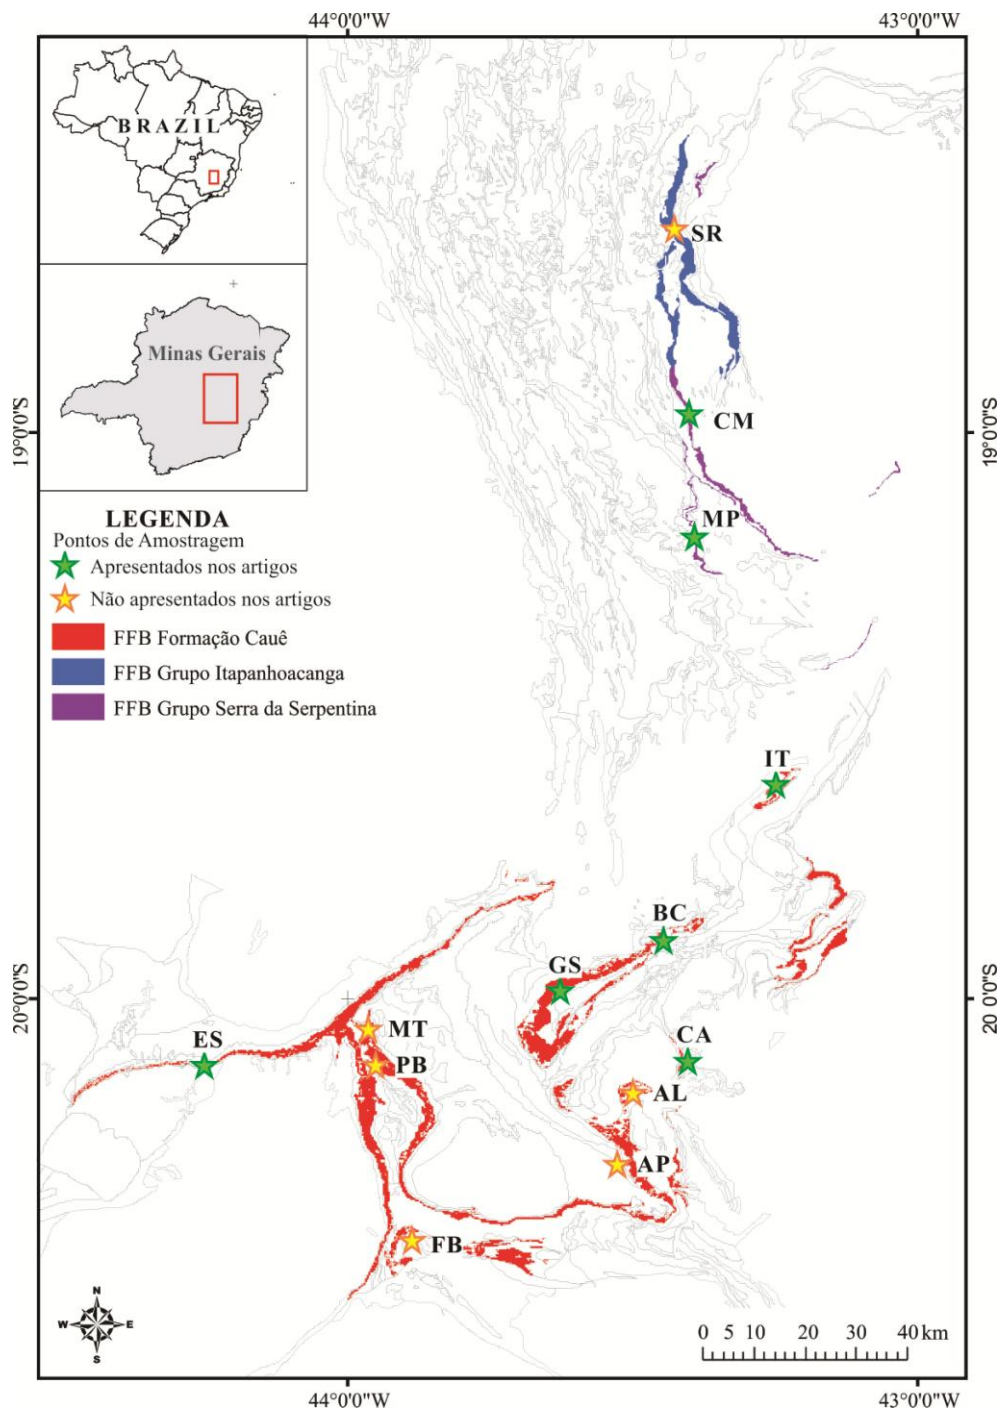 44°0'0"W 43°0'0"W
BRAZIL
SR
Minas Gerais
CM
19°0'0"S 19°0'0"S
MP
LEGENDA
Pontos de Amostragem
Apresentados nos artigos
Não apresentados nos artigos
FFB Formação Cauê
FFB Grupo Itapanhoacanga
FFB Grupo Serra da Serpentina
IT
BC
GS
20°0'0"S 20 0'0"S
MT
ES CA
PB
AL
AP
FB
N
W E
S
0 5 10 20 30 40 km
44°0'0"W 43°0'0"W